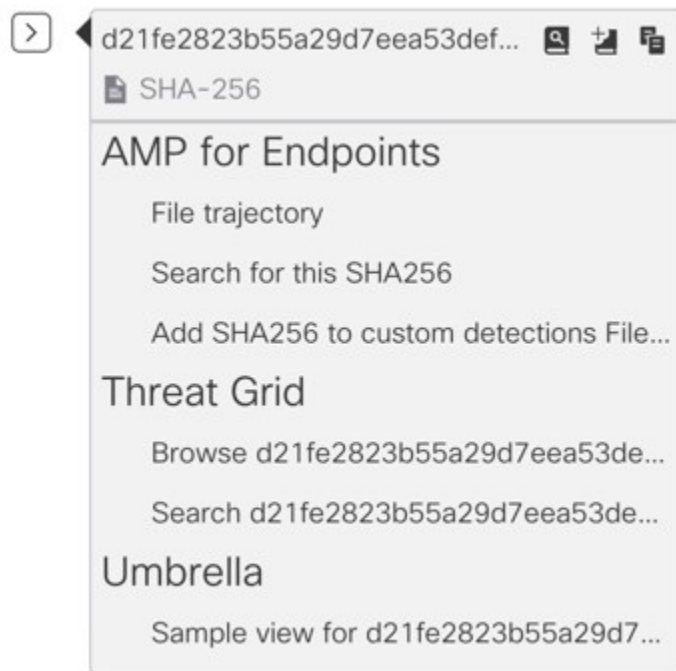 d21fe2823b55a29d7eea53def...
SHA-256
AMP for Endpoints
File trajectory
Search for this SHA256
Add SHA256 to custom detections File...
Threat Grid
Browse d21fe2823b55a29d7eea53de...
Search d21fe2823b55a29d7eea53de...
Umbrella
Sample view for d21fe2823b55a29d7...